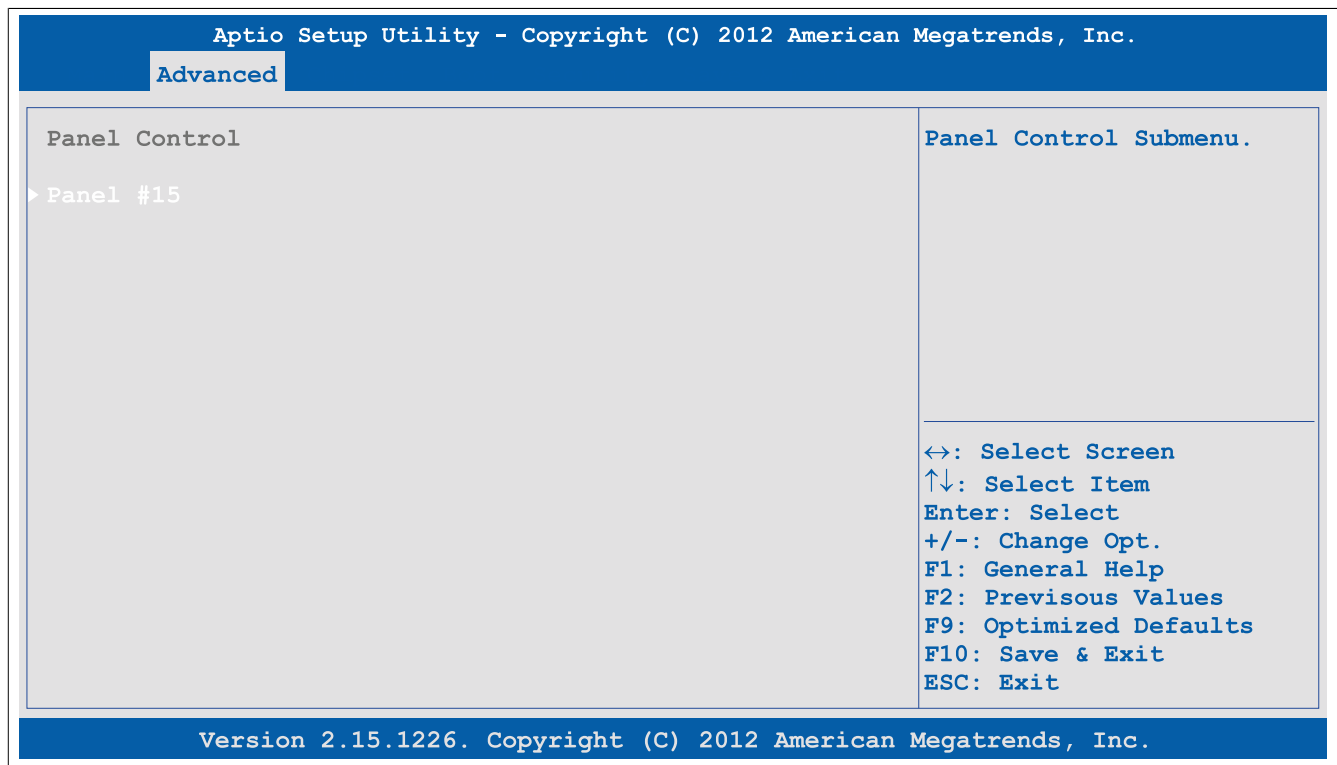 Aptio Setup Utility - Copyright (C) 2012 American Megatrends, Inc.
Advanced
Panel Control
Panel #15
Panel Control Submenu.
↔: Select Screen
↑↓: Select Item
Enter: Select
+/-: Change Opt.
F1: General Help
F2: Previsous Values
F9: Optimized Defaults
F10: Save & Exit
ESC: Exit
Version 2.15.1226. Copyright (C) 2012 American Megatrends, Inc.